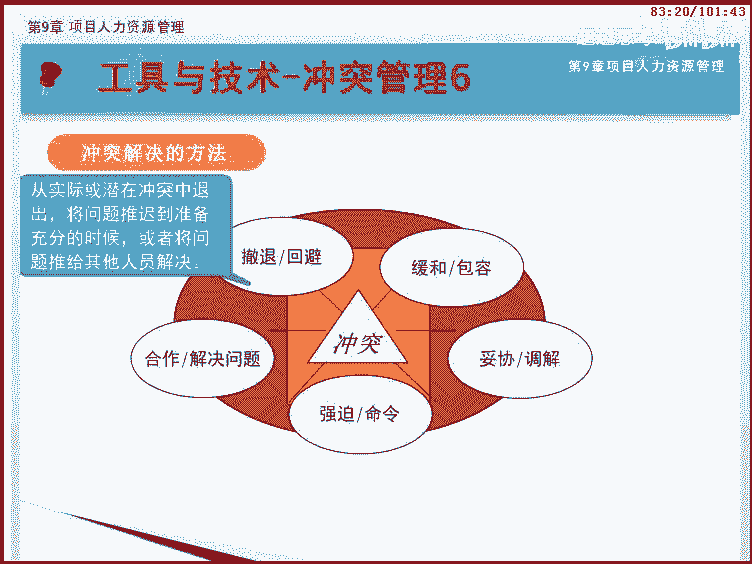 83:20/101:43
第9章 项目人力资源管理
工具与技术-冲突管理6
第9章项目人力资源管理
冲突解决的方法
从实际或潜在冲突中退
出，将问题推迟到准备
充分的时候，或者将问
题推给其他人员解决.
撤退/回避
缓和/包容
冲突
合作/解决问题
妥协/调解
强迫/命令